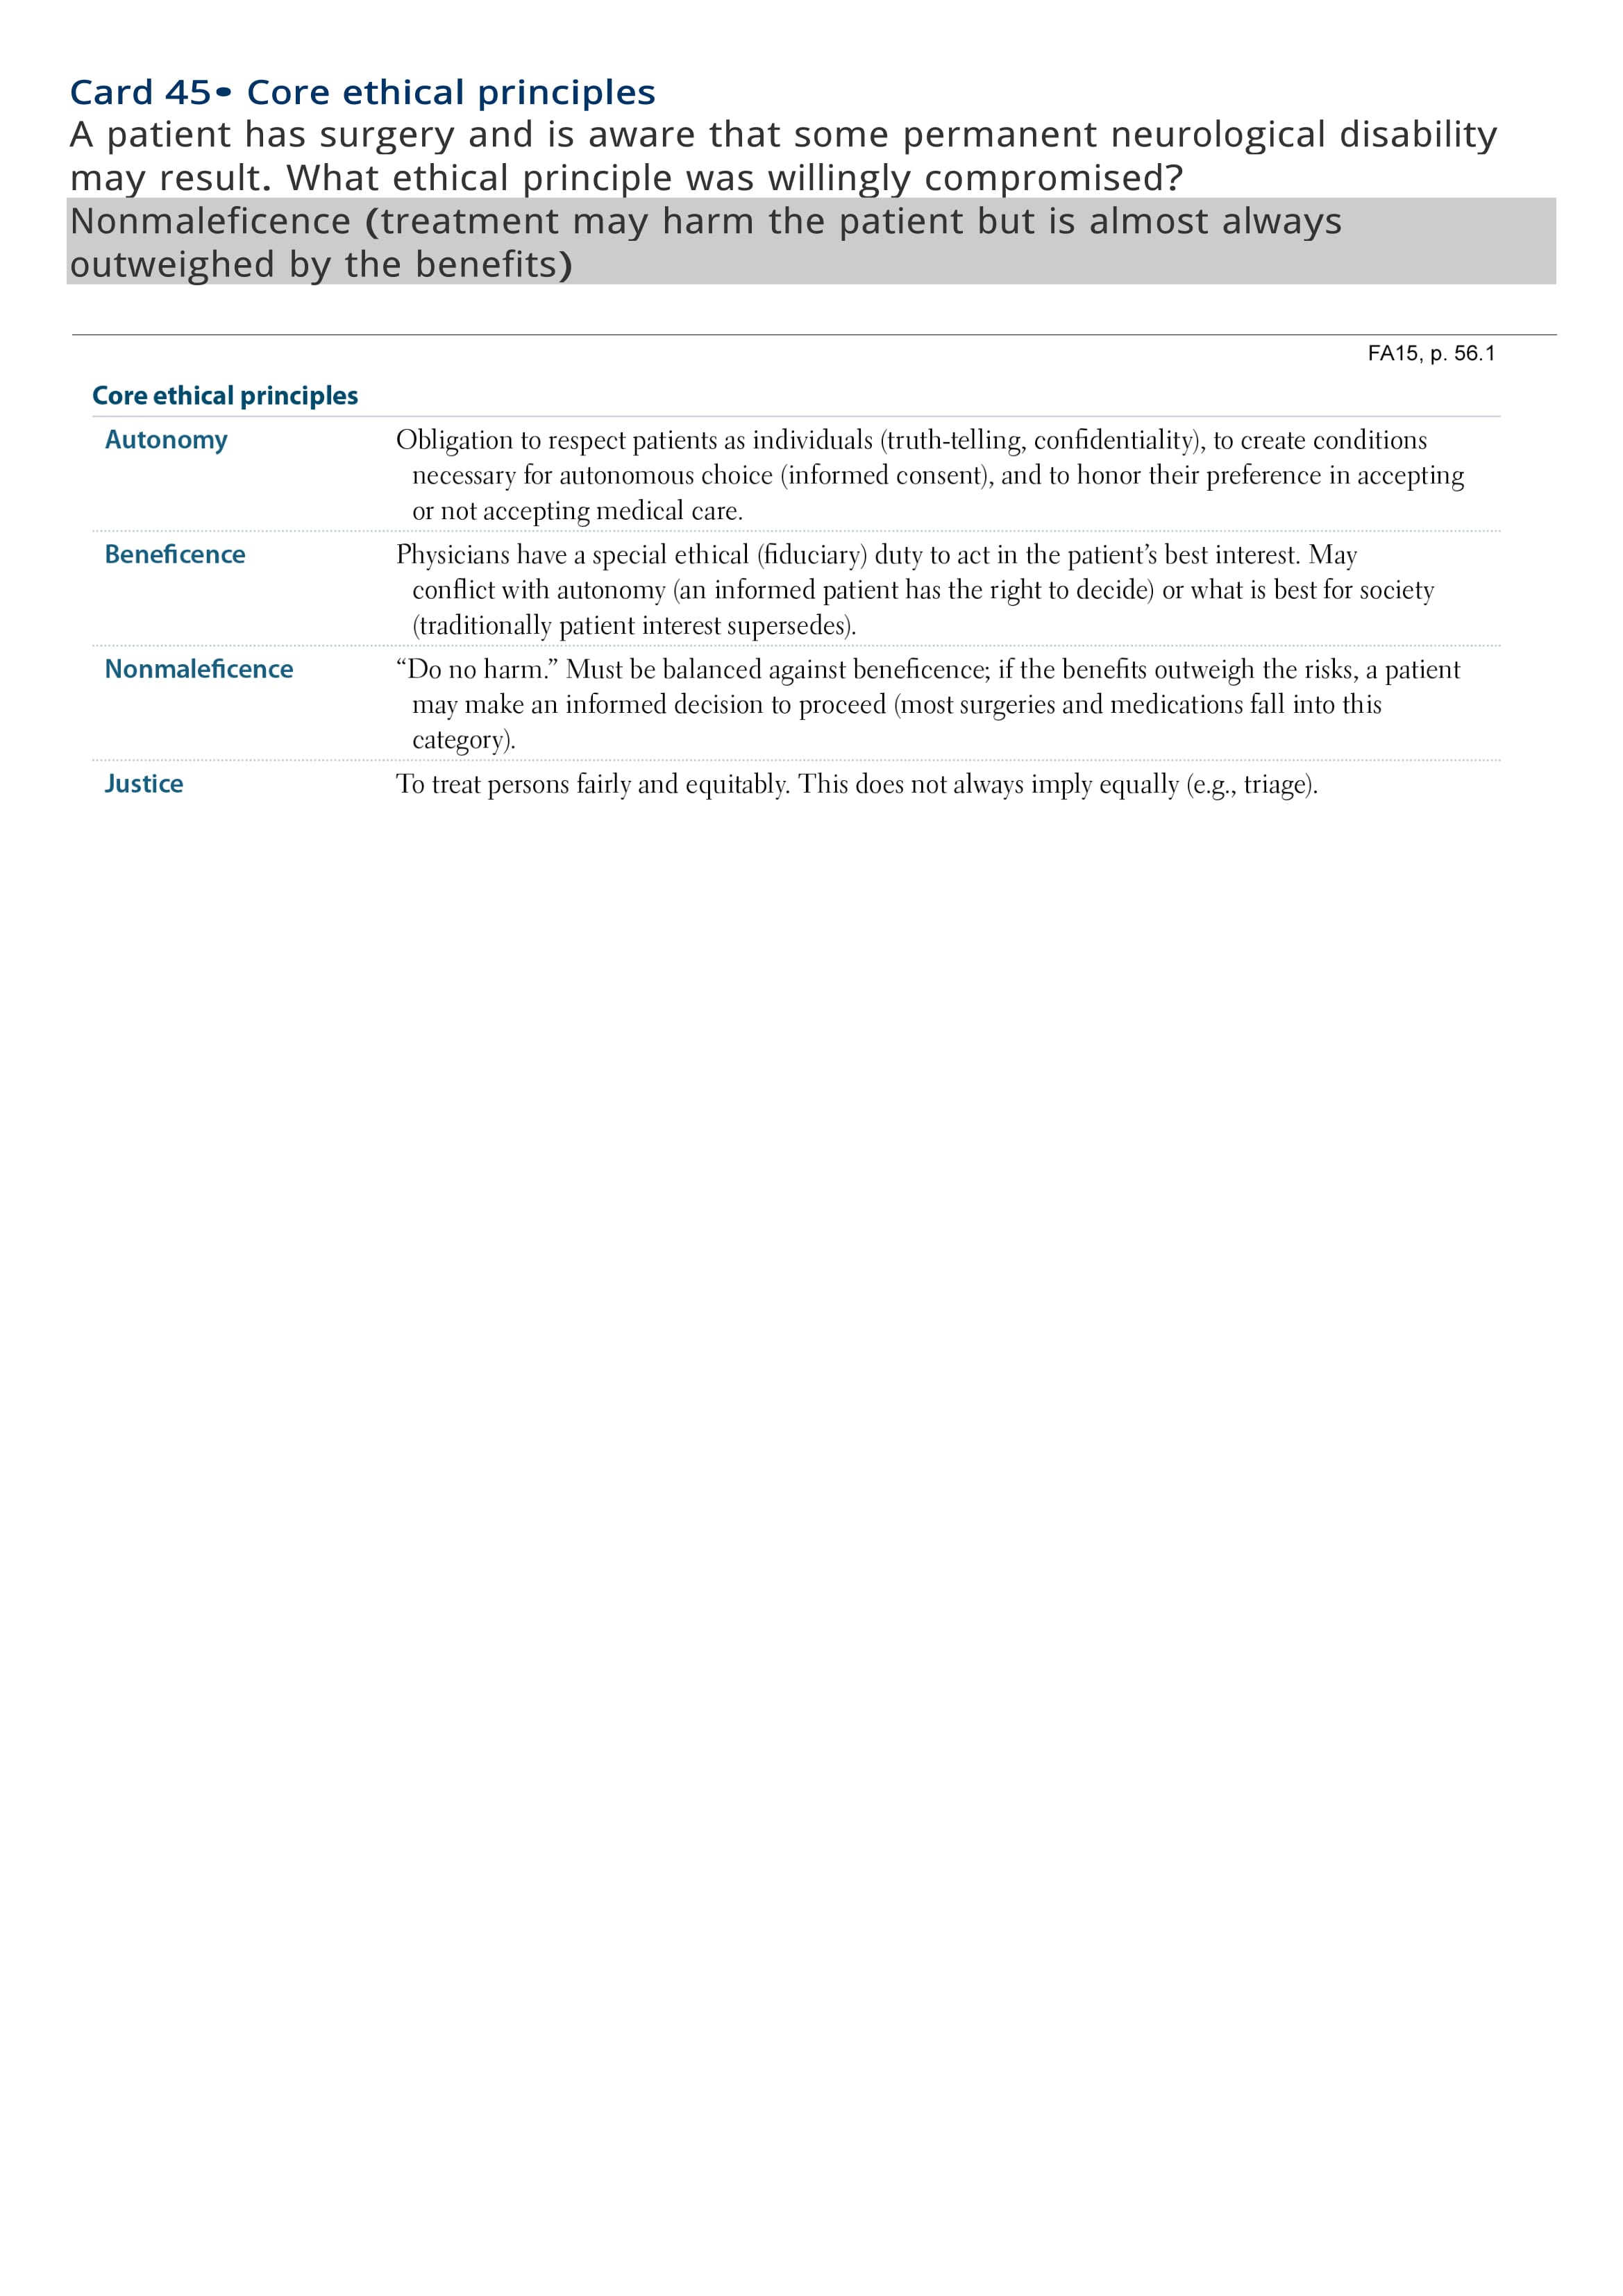 Card 45• Core ethical principles
A patient has surgery and is aware that some permanent neurological disability
may result. What ethical principle was willingly compromised?
Nonmaleficence (treatment may harm the patient but is almost always
outweighed by the benefits)
FA15, p. 56.1
Core ethical principles
Autonomy Obligation to respect patients as individuals (truth-telling, confidentiality), to create conditions
necessary for autonomous choice (informed consent), and to honor their preference in accepting
or not accepting medical care.
Beneficence Physicians have a special ethical (fiduciary) duty to act in the patient’s best interest. May
conflict with autonomy (an informed patient has the right to decide) or what is best for society
(traditionally patient interest supersedes).
Nonmaleficence “Do no harm.” Must be balanced against beneficence; if the benefits outweigh the risks, a patient
may make an informed decision to proceed (most surgeries and medications fall into this
category).
Justice To treat persons fairly and equitably. This does not always imply equally (e.g., triage).